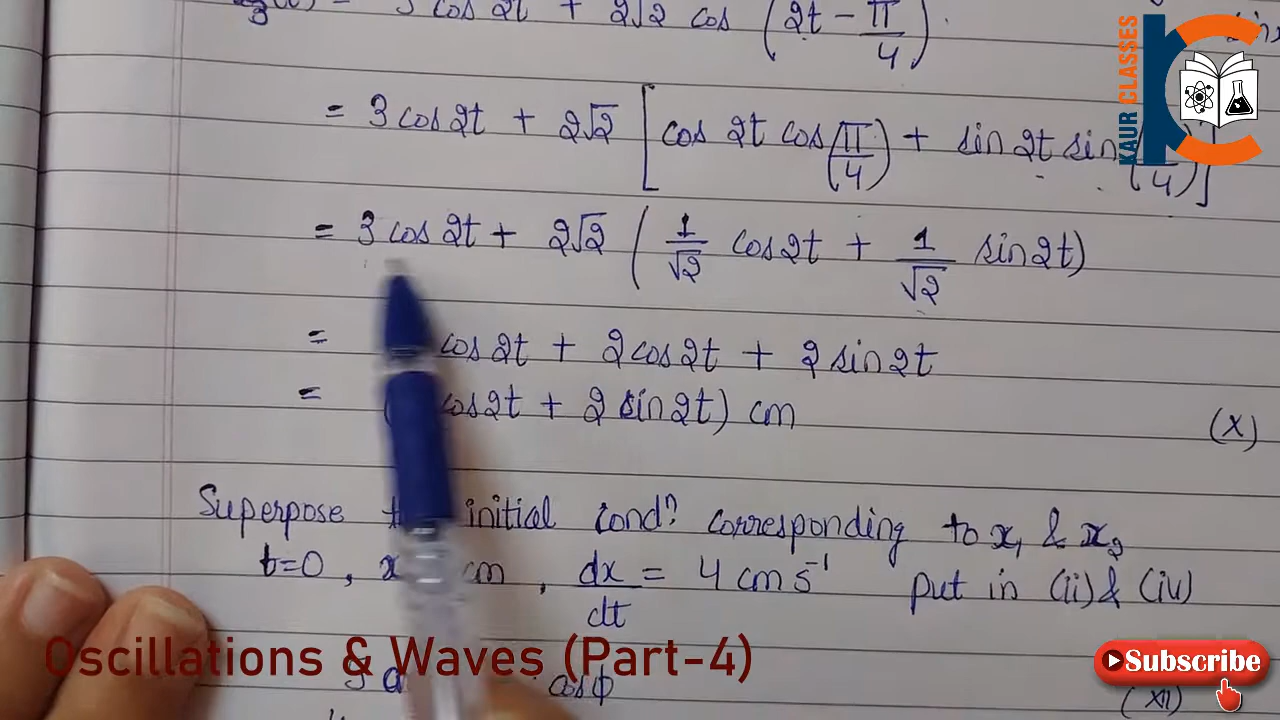 3 cos 2t + 2√2 cos (2t − π/4).
= 3 cos 2t + 2√2 [cos 2t cos(π/4) + sin 2t sin
= 3 cos 2t + 2√2 (1/√2 cos 2t + 1/√2 sin 2t)
= cos 2t + 2 cos 2t + 2 sin 2t
= cos 2t + 2 sin 2t) cm (X)
Superpose initial condⁿ corresponding to x₁ & x₂
t=0, x cm, dx/dt = 4 cm s⁻¹ put in (ii) & (iv)
cosφ (XII)
KAUR CLASSES
Oscillations & Waves (Part-4)
Subscribe